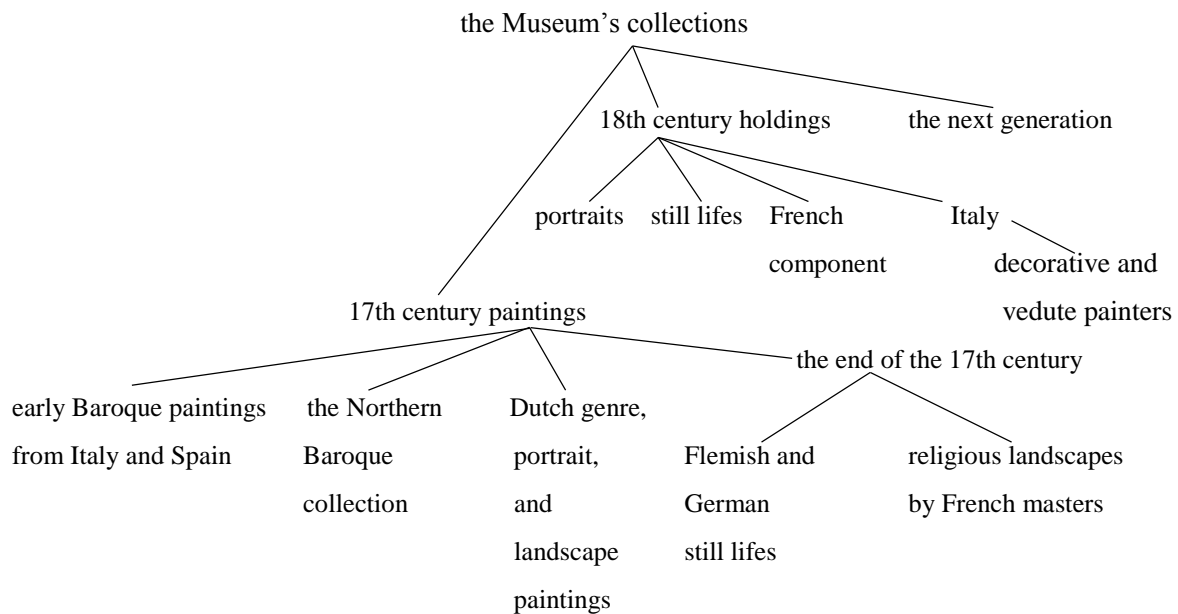 the Museum’s collections
18th century holdings
the next generation
portraits
still lifes
French
component
Italy
decorative and
vedute painters
17th century paintings
the end of the 17th century
early Baroque paintings
from Italy and Spain
the Northern
Baroque
collection
Dutch genre,
portrait,
and
landscape
paintings
Flemish and
German
still lifes
religious landscapes
by French masters